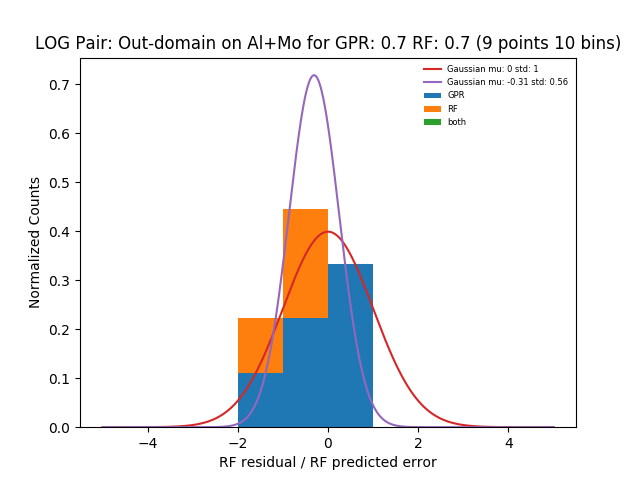 LOG Pair: Out-domain on Al+Mo for GPR: 0.7 RF: 0.7 (9 points 10 bins)
Gaussian mu: 0 std: 1
Gaussian mu: -0.31 std: 0.56
GPR
RF
both
Normalized Counts
0.7
0.6
0.5
0.4
0.3
0.2
0.1
0.0
−4 −2 0 2 4
RF residual / RF predicted error